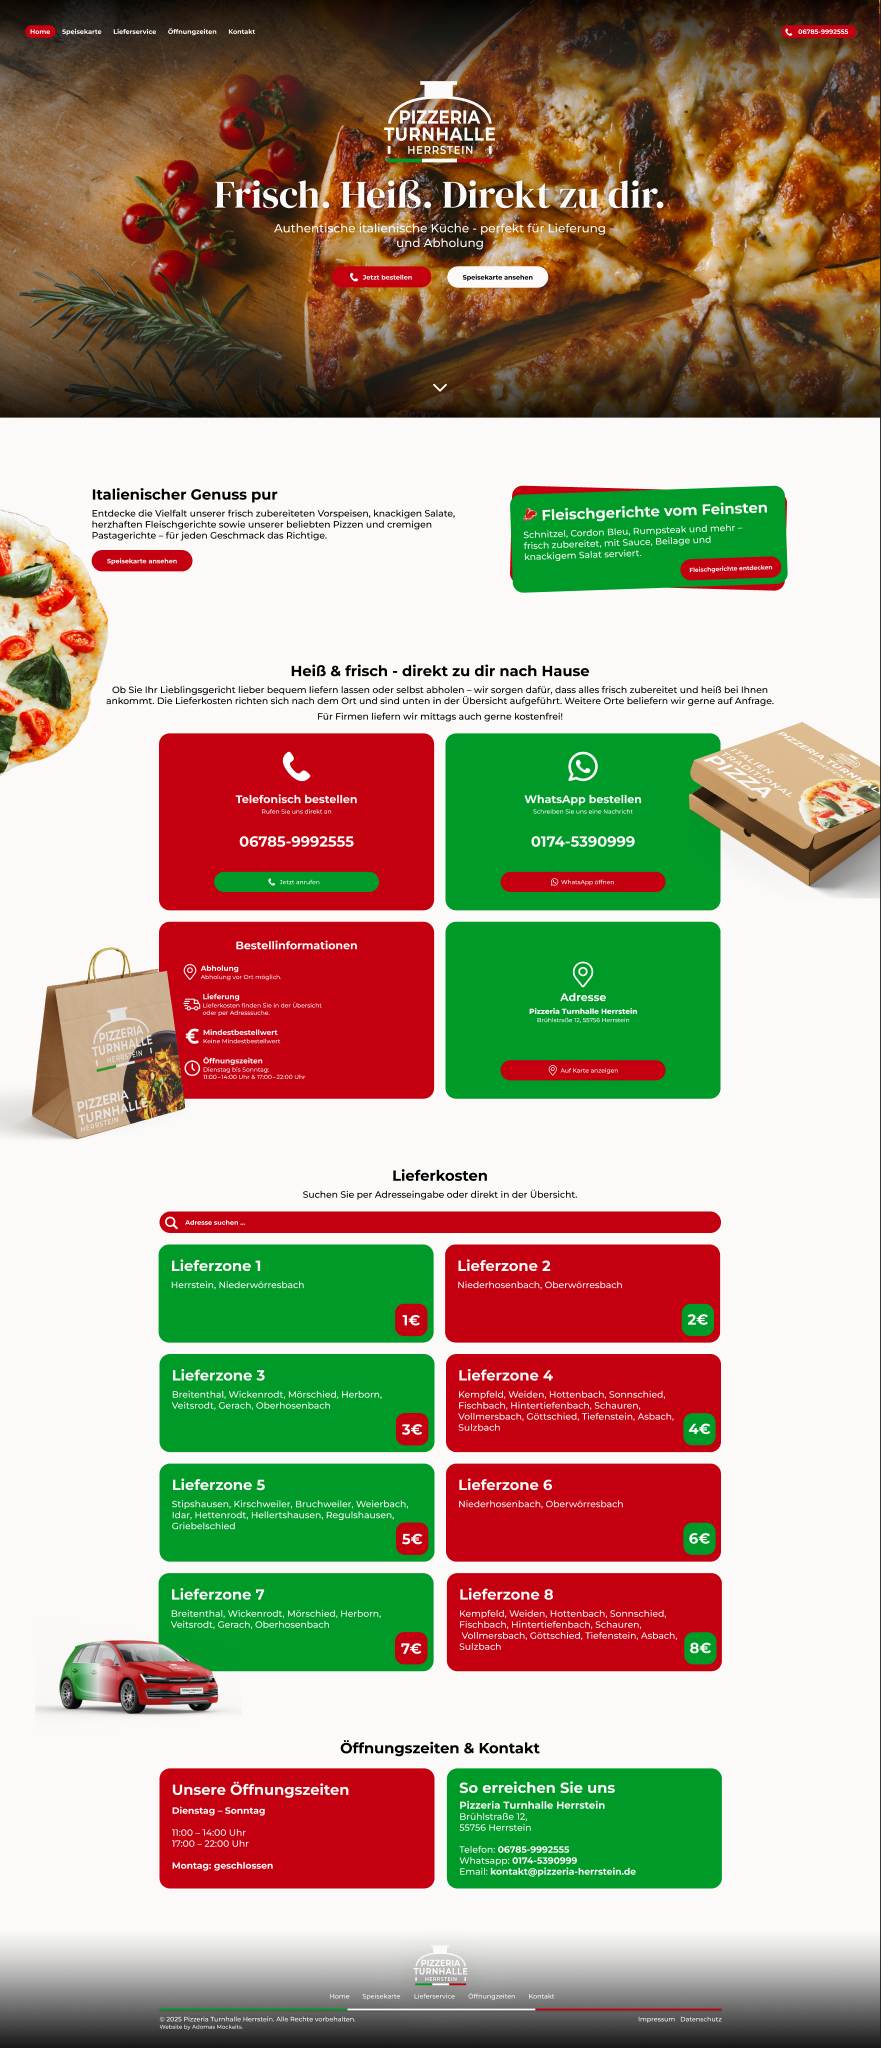 Home Speisekarte Lieferservice Öffnungzeiten Kontakt
06785-9992555
PIZZERIA
TURNHALLE
HERRSTEIN
Frisch. Heiß. Direkt zu dir.
Authentische italienische Küche - perfekt für Lieferung
und Abholung
Jetzt bestellen
Speisekarte ansehen
Italienischer Genuss pur
Entdecke die Vielfalt unserer frisch zubereiteten Vorspeisen, knackigen Salate,
herzhaften Fleischgerichte sowie unserer beliebten Pizzen und cremigen
Pastagerichte – für jeden Geschmack das Richtige.
Speisekarte ansehen
Fleischgerichte vom Feinsten
Schnitzel, Cordon Bleu, Rumpsteak und mehr –
frisch zubereitet, mit Sauce, Beilage und
knackigem Salat serviert.
Fleischgerichte entdecken
Heiß & frisch - direkt zu dir nach Hause
Ob Sie Ihr Lieblingsgericht lieber bequem liefern lassen oder selbst abholen – wir sorgen dafür, dass alles frisch zubereitet und heiß bei Ihnen
ankommt. Die Lieferkosten richten sich nach dem Ort und sind unten in der Übersicht aufgeführt. Weitere Orte beliefern wir gerne auf Anfrage.
Für Firmen liefern wir mittags auch gerne kostenfrei!
Telefonisch bestellen
Rufen Sie uns direkt an
06785-9992555
Jetzt anrufen
WhatsApp bestellen
Schreiben Sie uns eine Nachricht
0174-5390999
WhatsApp öffnen
PIZZERIA TURNHALL
HERRSTEIN
ITALIEN
TRADITIONAL
PIZZA
Bestellinformationen
Abholung
Abholung vor Ort möglich.
Lieferung
Lieferkosten finden Sie in der Übersicht
oder per Adresssuche.
Mindestbestellwert
Keine Mindestbestellwert
Öffnungszeiten
Dienstag bis Sonntag:
11:00–14:00 Uhr & 17:00–22:00 Uhr
Adresse
Pizzeria Turnhalle Herrstein
Brühlstraße 12, 55756 Herrstein
Auf Karte anzeigen
PIZZERIA
TURNHALLE
HERRSTEIN
PIZZERIA
TURNHALLE
HERRSTEIN
Lieferkosten
Suchen Sie per Adresseingabe oder direkt in der Übersicht.
Adresse suchen ...
Lieferzone 1
Herrstein, Niederwörresbach
1€
Lieferzone 2
Niederhosenbach, Oberwörresbach
2€
Lieferzone 3
Breitenthal, Wickenrodt, Mörschied, Herborn,
Veitsrodt, Gerach, Oberhosenbach
3€
Lieferzone 4
Kempfeld, Weiden, Hottenbach, Sonnschied,
Fischbach, Hintertiefenbach, Schauren,
Vollmersbach, Göttschied, Tiefenstein, Asbach,
Sulzbach
4€
Lieferzone 5
Stipshausen, Kirschweiler, Bruchweiler, Weierbach,
Idar, Hettenrodt, Hellertshausen, Regulshausen,
Griebelschied
5€
Lieferzone 6
Niederhosenbach, Oberwörresbach
6€
Lieferzone 7
Breitenthal, Wickenrodt, Mörschied, Herborn,
Veitsrodt, Gerach, Oberhosenbach
7€
Lieferzone 8
Kempfeld, Weiden, Hottenbach, Sonnschied,
Fischbach, Hintertiefenbach, Schauren,
Vollmersbach, Göttschied, Tiefenstein, Asbach,
Sulzbach
8€
Öffnungszeiten & Kontakt
Unsere Öffnungszeiten
Dienstag – Sonntag
11:00 – 14:00 Uhr
17:00 – 22:00 Uhr
Montag: geschlossen
So erreichen Sie uns
Pizzeria Turnhalle Herrstein
Brühlstraße 12,
55756 Herrstein
Telefon: 06785-9992555
Whatsapp: 0174-5390999
Email: kontakt@pizzeria-herrstein.de
PIZZERIA
TURNHALLE
HERRSTEIN
Home Speisekarte Lieferservice Öffnungzeiten Kontakt
© 2025 Pizzeria Turnhalle Herrstein. Alle Rechte vorbehalten.
Website by Adomas Mockaits.
Impressum Datenschutz